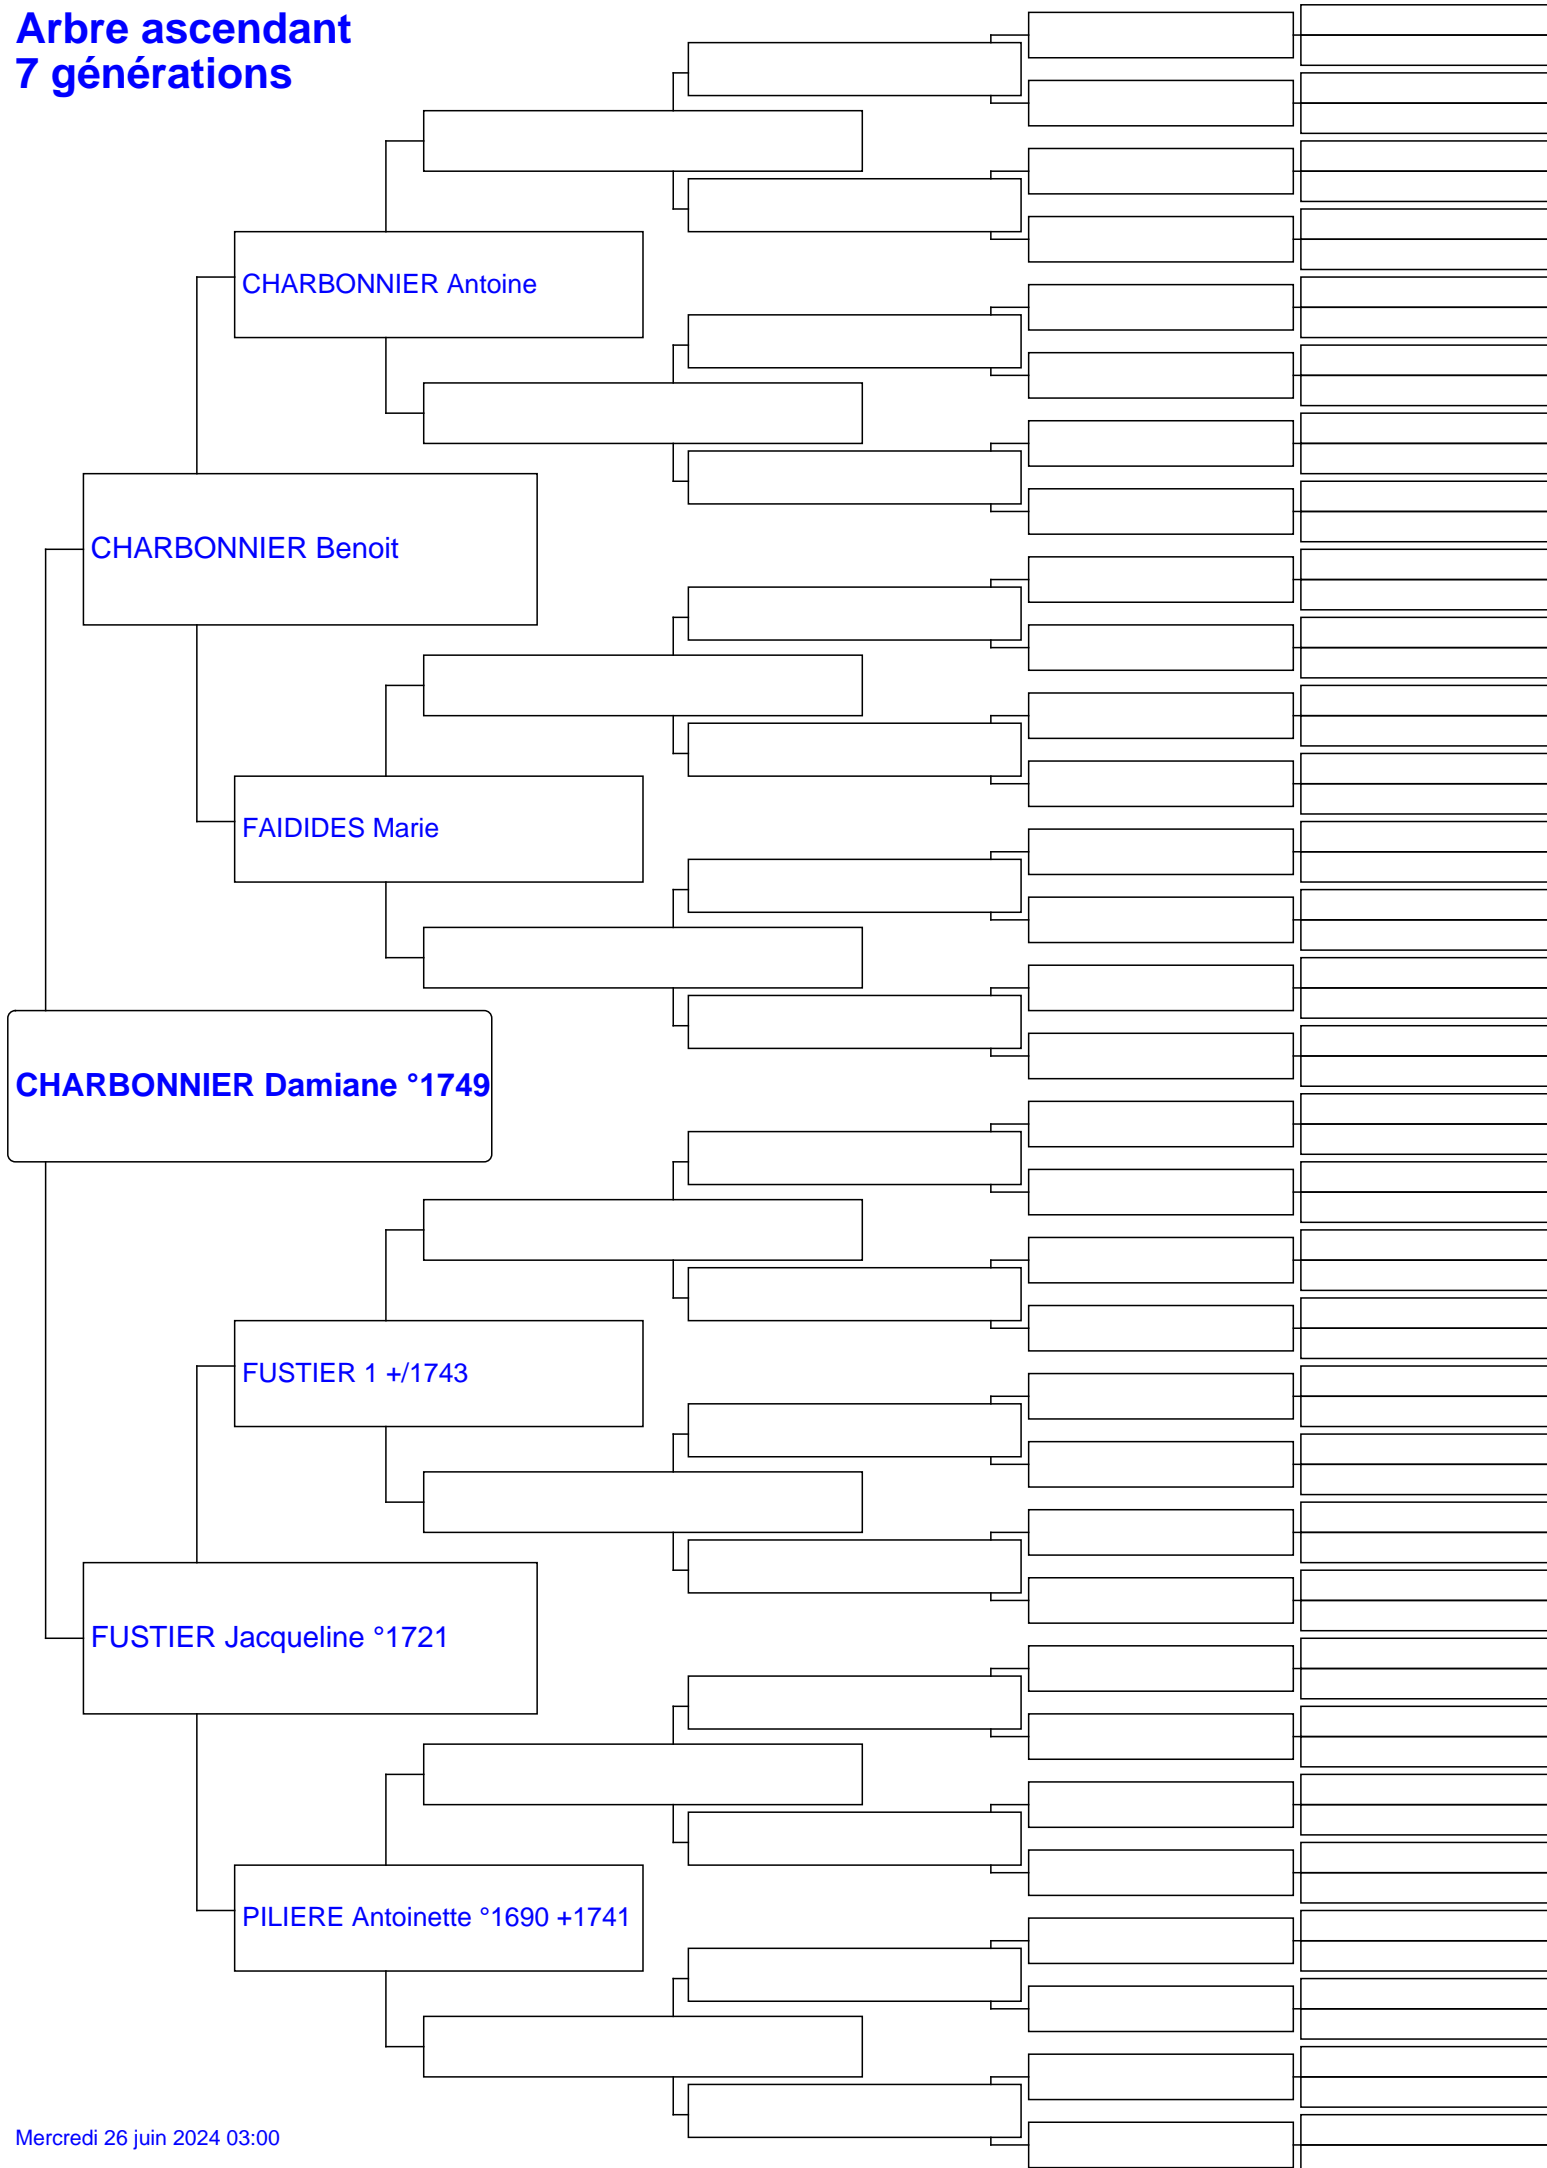 Arbre ascendant
7 générations
CHARBONNIER Antoine
CHARBONNIER Benoit
FAIDIDES Marie
CHARBONNIER Damiane °1749
FUSTIER 1 +/1743
FUSTIER Jacqueline °1721
PILIERE Antoinette °1690 +1741
Mercredi 26 juin 2024 03:00